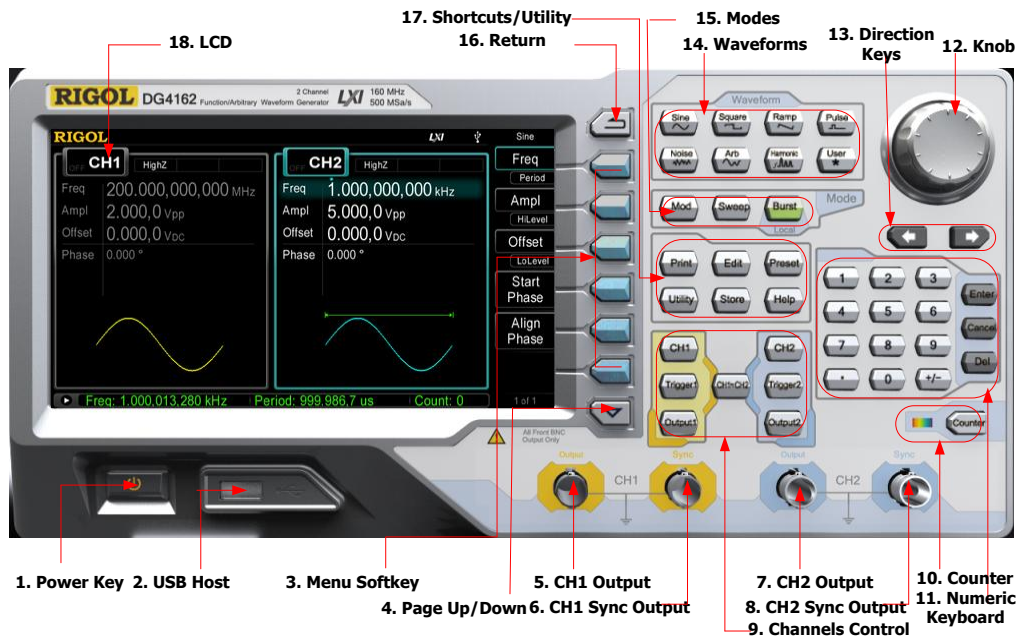 17. Shortcuts/Utility
15. Modes
18. LCD
16. Return
14. Waveforms
13. Direction
Keys
12. Knob
RIGOL DG4162 Function/Arbitrary Waveform Generator
2 Channel
LXI
160 MHz
500 MSa/s
Waveform
Sine
Square
Ramp
Pulse
Noise
Arb
Harmonic
User
Mod
Sweep
Burst
Mode
Local
Print
Edit
Preset
Utility
Store
Help
CH1
CH2
Trigger1
CH1⇋CH2
Trigger2
Output1
Output2
1
2
3
Enter
4
5
6
Cancel
7
8
9
Del
.
0
+/−
Counter
RIGOL
LXI
Sine
OFF
CH1
HighZ
Freq 200.000,000,000 MHz
Ampl 2.000,0 Vpp
Offset 0.000,0 VDC
Phase 0.000 °
OFF
CH2
HighZ
Freq 1.000,000,000 kHz
Ampl 5.000,0 Vpp
Offset 0.000,0 VDC
Phase 0.000 °
Freq
Period
Ampl
HiLevel
Offset
LoLevel
Start
Phase
Align
Phase
Freq: 1.000,013,280 kHz
Period: 999.986,7 us
Count: 0
1 of 1
All Front BNC
Output Only
Output
CH1
Sync
Output
CH2
Sync
1. Power Key
2. USB Host
3. Menu Softkey
4. Page Up/Down
5. CH1 Output
6. CH1 Sync Output
7. CH2 Output
8. CH2 Sync Output
9. Channels Control
10. Counter
11. Numeric
Keyboard